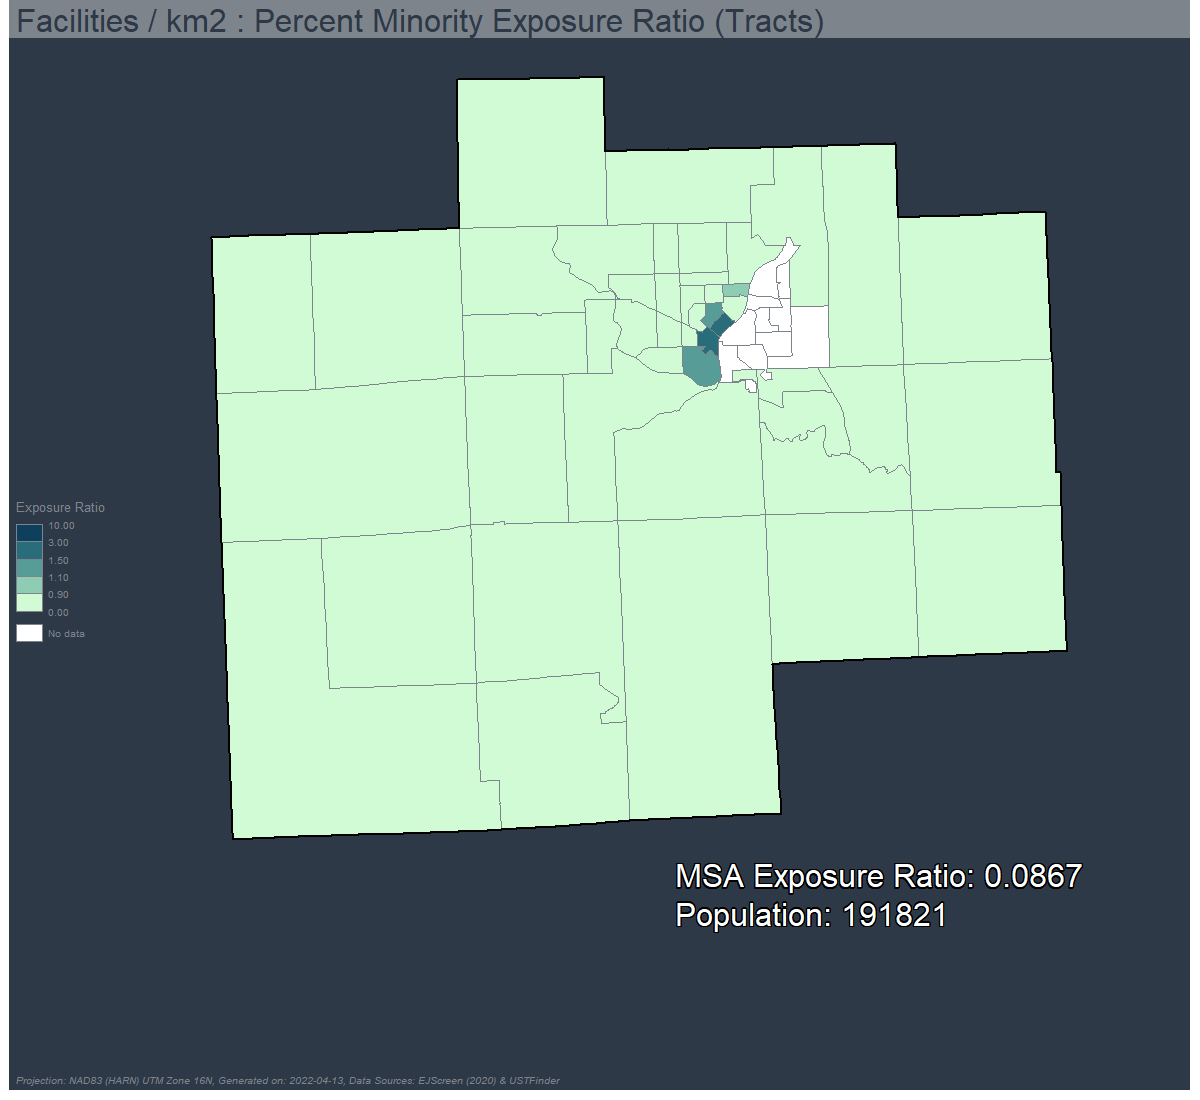 Facilities / km2 : Percent Minority Exposure Ratio (Tracts)
Exposure Ratio
10.00
3.00
1.50
1.10
0.90
0.00
No data
MSA Exposure Ratio: 0.0867
Population: 191821
Projection: NAD83 (HARN) UTM Zone 16N, Generated on: 2022-04-13, Data Sources: EJScreen (2020) & USTFinder